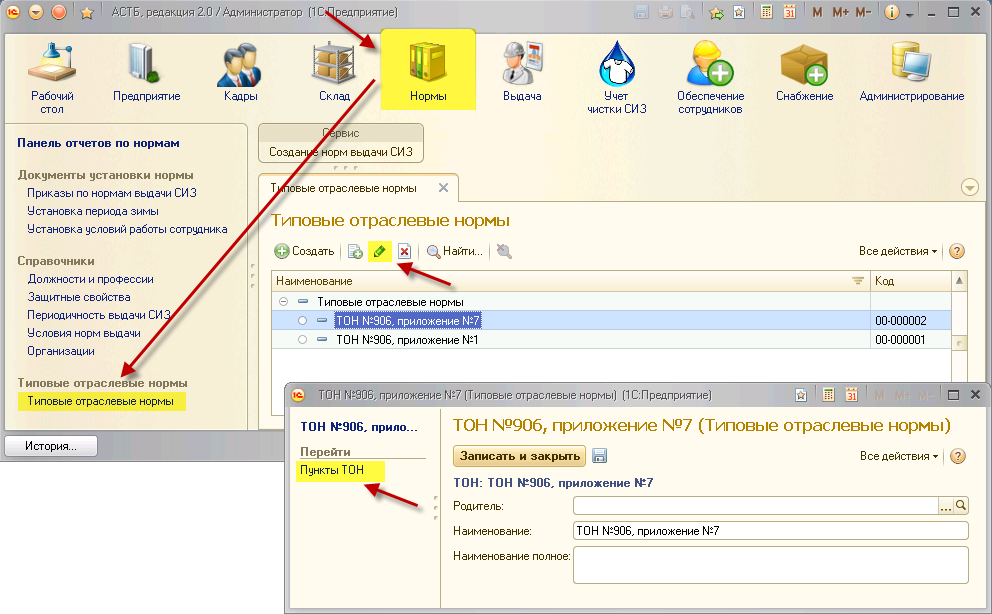 АСТБ, редакция 2.0 / Администратор (1С:Предприятие)
M M+ M-
Рабочий стол
Предприятие
Кадры
Склад
Нормы
Выдача
Учет чистки СИЗ
Обеспечение сотрудников
Снабжение
Администрирование
Панель отчетов по нормам
Документы установки нормы
Приказы по нормам выдачи СИЗ
Установка периода зимы
Установка условий работы сотрудника
Справочники
Должности и профессии
Защитные свойства
Периодичность выдачи СИЗ
Условия норм выдачи
Организации
Типовые отраслевые нормы
Типовые отраслевые нормы
История...
Сервис
Создание норм выдачи СИЗ
Типовые отраслевые нормы
Типовые отраслевые нормы
Создать
Найти...
Все действия
Наименование
Код
Типовые отраслевые нормы
ТОН №906, приложение №7
00-000002
ТОН №906, приложение №1
00-000001
ТОН №906, приложение №7 (Типовые отраслевые нормы) (1С:Предприятие)
M M+ M-
ТОН №906, прило...
Перейти
Пункты ТОН
ТОН №906, приложение №7 (Типовые отраслевые нормы)
Записать и закрыть
Все действия
ТОН: ТОН №906, приложение №7
Родитель:
...
Наименование:
ТОН №906, приложение №7
Наименование полное: